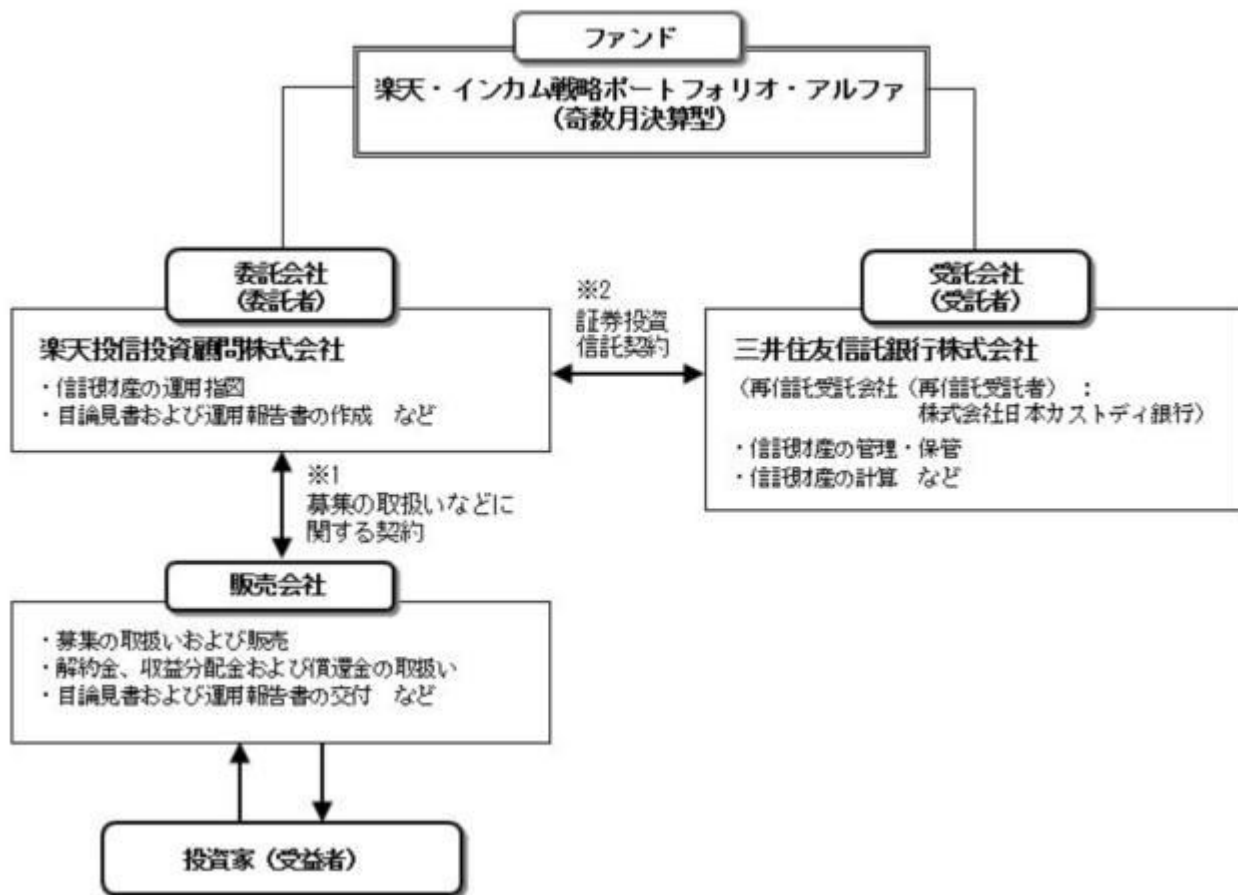 ファンド
楽天・インカム戦略ポートフォリオ・アルファ
(奇数月決算型)
委託会社
(委託者)
楽天投信投資顧問株式会社
・信託財産の運用指図
・目論見書および運用報告書の作成　など
※2
証券投資
信託契約
受託会社
(受託者)
三井住友信託銀行株式会社
（再信託受託会社（再信託受託者）：
株式会社日本カストディ銀行）
・信託財産の管理・保管
・信託財産の計算　など
※1
募集の取扱いなどに
関する契約
販売会社
・募集の取扱いおよび販売
・解約金、収益分配金および償還金の取扱い
・目論見書および運用報告書の交付　など
投資家（受益者）